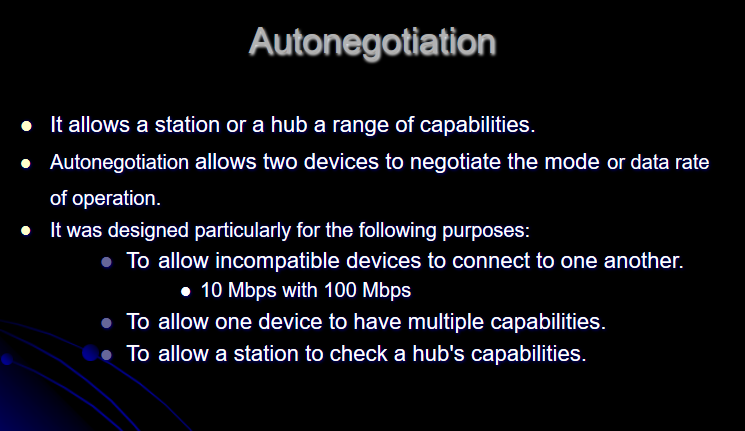 Autonegotiation
It allows a station or a hub a range of capabilities.
Autonegotiation allows two devices to negotiate the mode or data rate
of operation.
It was designed particularly for the following purposes:
To allow incompatible devices to connect to one another.
10 Mbps with 100 Mbps
To allow one device to have multiple capabilities.
To allow a station to check a hub's capabilities.